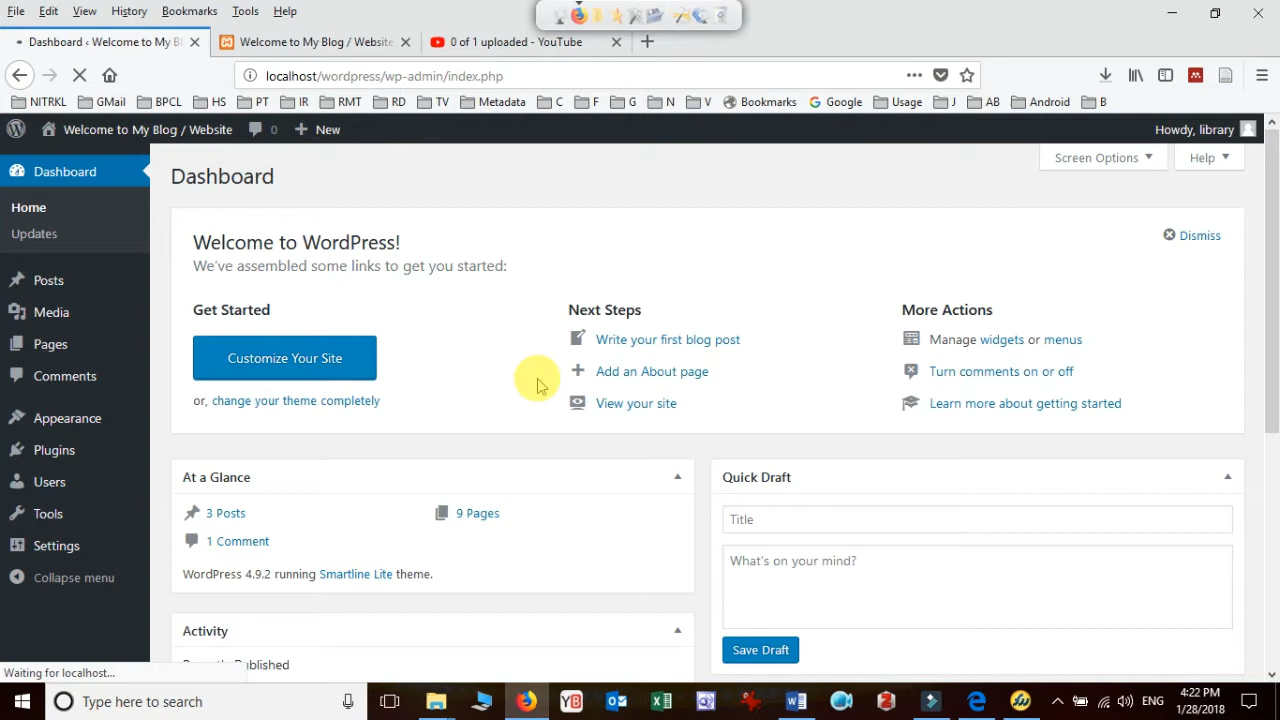 File Edit View History Bookmarks Tools Help
Dashboard ‹ Welcome to My Bl
Welcome to My Blog / Website
0 of 1 uploaded - YouTube
localhost/wordpress/wp-admin/index.php
NITRKL GMail BPCL HS PT IR RMT RD TV Metadata C F G N V Bookmarks Google Usage J AB Android B
Welcome to My Blog / Website 0 New Howdy, library
Dashboard
Home
Updates
Posts
Media
Pages
Comments
Appearance
Plugins
Users
Tools
Settings
Collapse menu
Screen Options Help
Dashboard
Welcome to WordPress!
We've assembled some links to get you started:
Dismiss
Get Started
Customize Your Site
or, change your theme completely
Next Steps
Write your first blog post
Add an About page
View your site
More Actions
Manage widgets or menus
Turn comments on or off
Learn more about getting started
At a Glance
3 Posts 9 Pages
1 Comment
WordPress 4.9.2 running Smartline Lite theme.
Activity
Recently Published
Quick Draft
Title
What's on your mind?
Save Draft
Waiting for localhost...
Type here to search
ENG
4:22 PM
1/28/2018